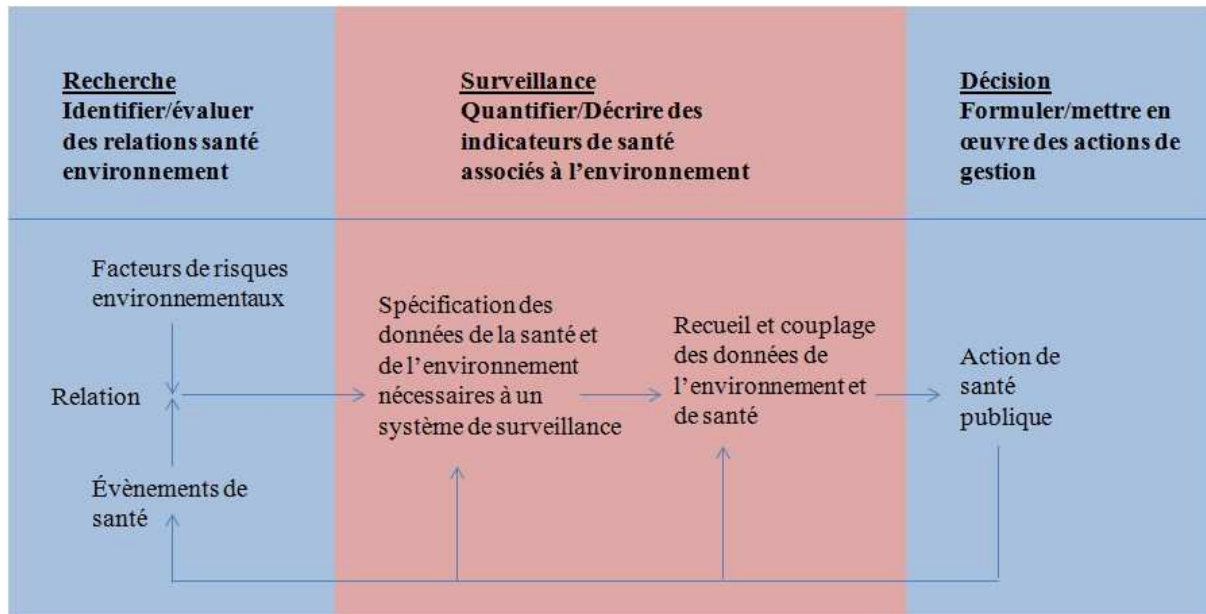 Recherche
Identifier/évaluer
des relations santé
environnement
Surveillance
Quantifier/Décrire des
indicateurs de santé
associés à l'environnement
Décision
Formuler/mettre en
œuvre des actions de
gestion
Facteurs de risques
environnementaux
Relation
Évènements de
santé
Spécification des
données de la santé et
de l'environnement
nécessaires à un
système de surveillance
Recueil et couplage
des données de
l'environnement et
de santé
Action de
santé
publique